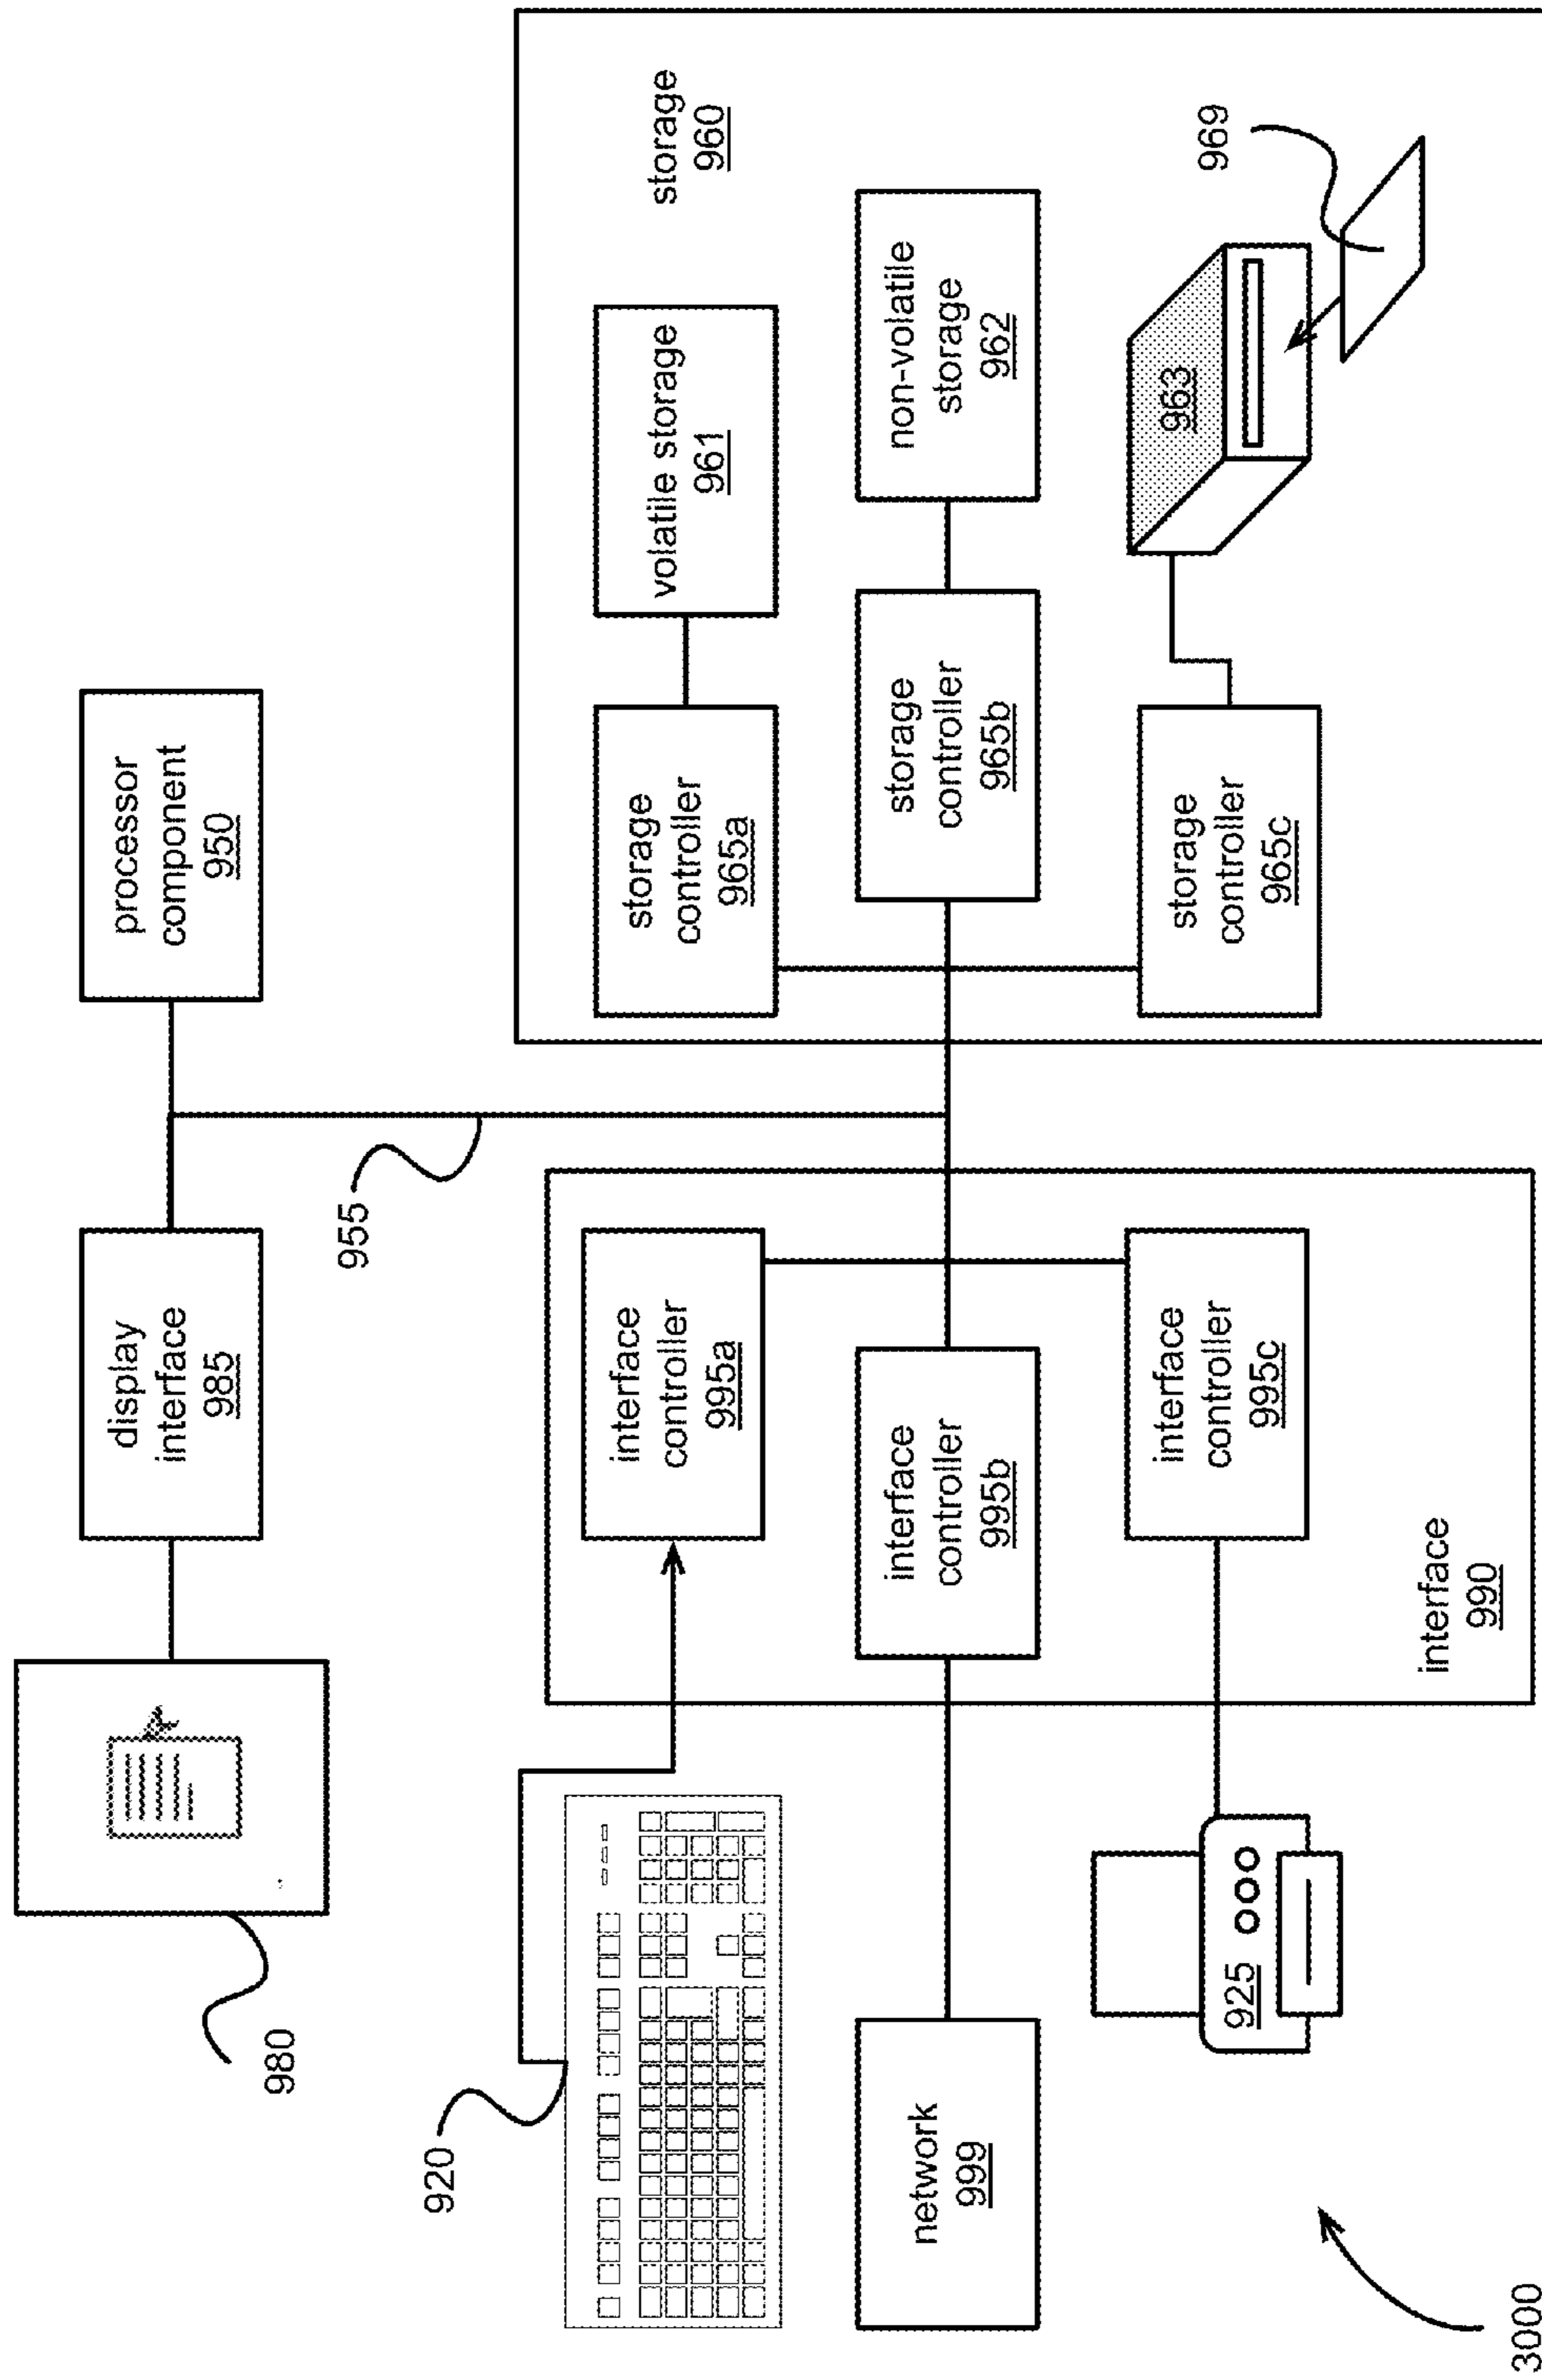 980
display
interface
985
processor
component
950
955
920
interface
controller
995a
storage
controller
965a
volatile storage
961
storage
960
network
999
interface
controller
995b
storage
controller
965b
non-volatile
storage
962
925
interface
controller
995c
storage
controller
965c
963
969
interface
990
3000